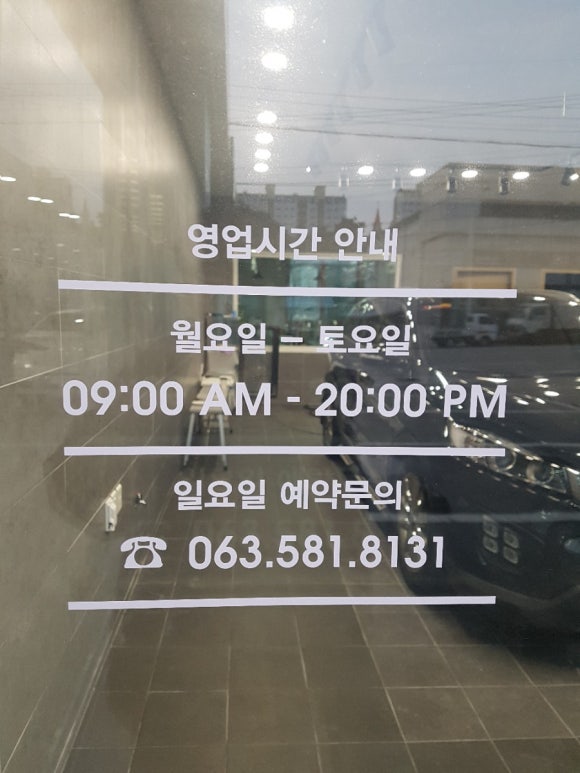 영업시간 안내
월요일 - 토요일
09:00 AM - 20:00 PM
일요일 예약문의
☎ 063.581.8131